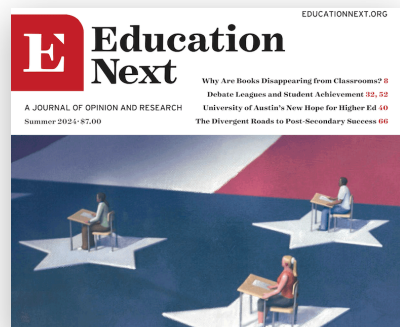 EDUCATIONNEXT.ORG
E
Education
Next
Why Are Books Disappearing from Classrooms? 8
Debate Leagues and Student Achievement 32, 52
University of Austin's New Hope for Higher Ed 40
The Divergent Roads to Post-Secondary Success 66
A JOURNAL OF OPINION AND RESEARCH
Summer 2024·$7.00